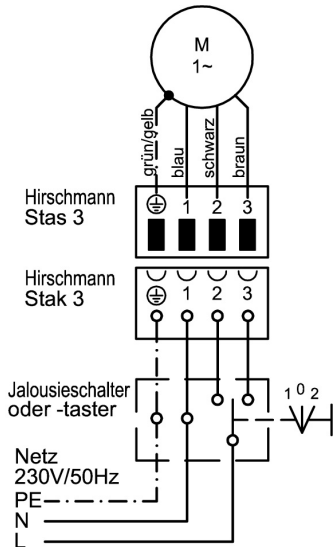 M
1~
grün/gelb
blau
schwarz
braun
Hirschmann
Stas 3
1 2 3
Hirschmann
Stak 3
1 2 3
Jalousieschalter
oder -taster
1 0 2
Netz
230V/50Hz
PE
N
L